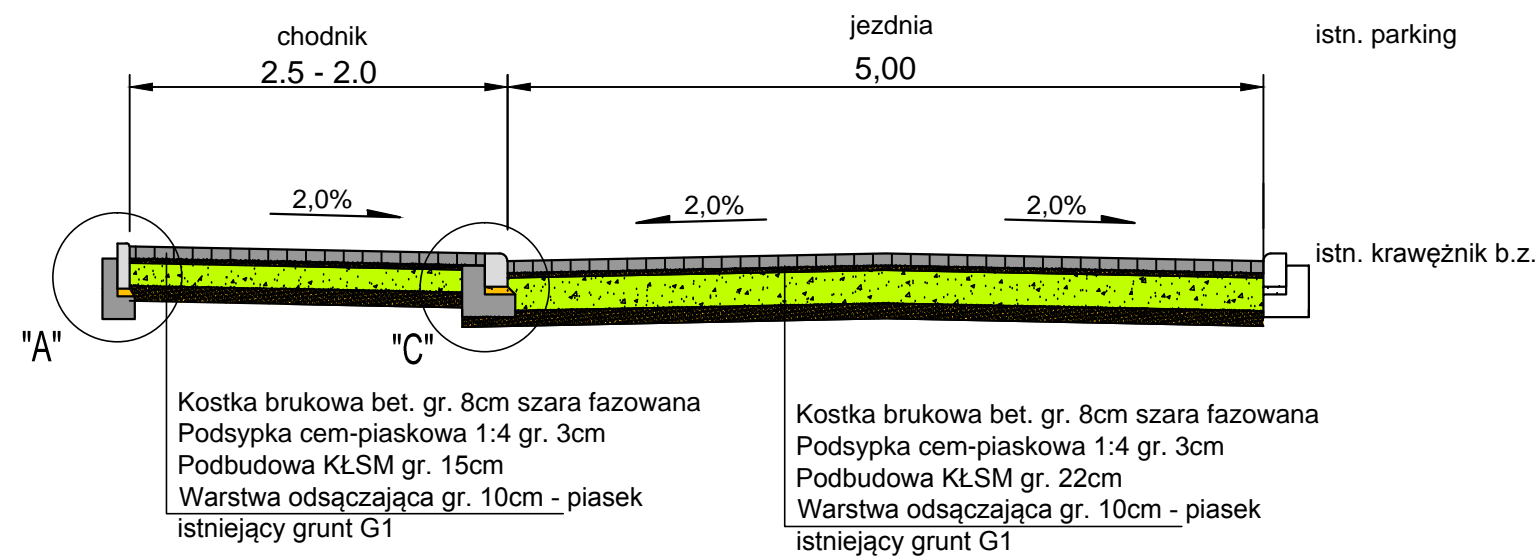 chodnik
2.5 - 2.0
jezdnia
5,00
istn. parking
2,0%
2,0%
2,0%
istn. krawężnik b.z.
"A"
"C"
Kostka brukowa bet. gr. 8cm szara fazowana
Podsypka cem-piaskowa 1:4 gr. 3cm
Podbudowa KŁSM gr. 15cm
Warstwa odsączająca gr. 10cm - piasek
istniejący grunt G1
Kostka brukowa bet. gr. 8cm szara fazowana
Podsypka cem-piaskowa 1:4 gr. 3cm
Podbudowa KŁSM gr. 22cm
Warstwa odsączająca gr. 10cm - piasek
istniejący grunt G1